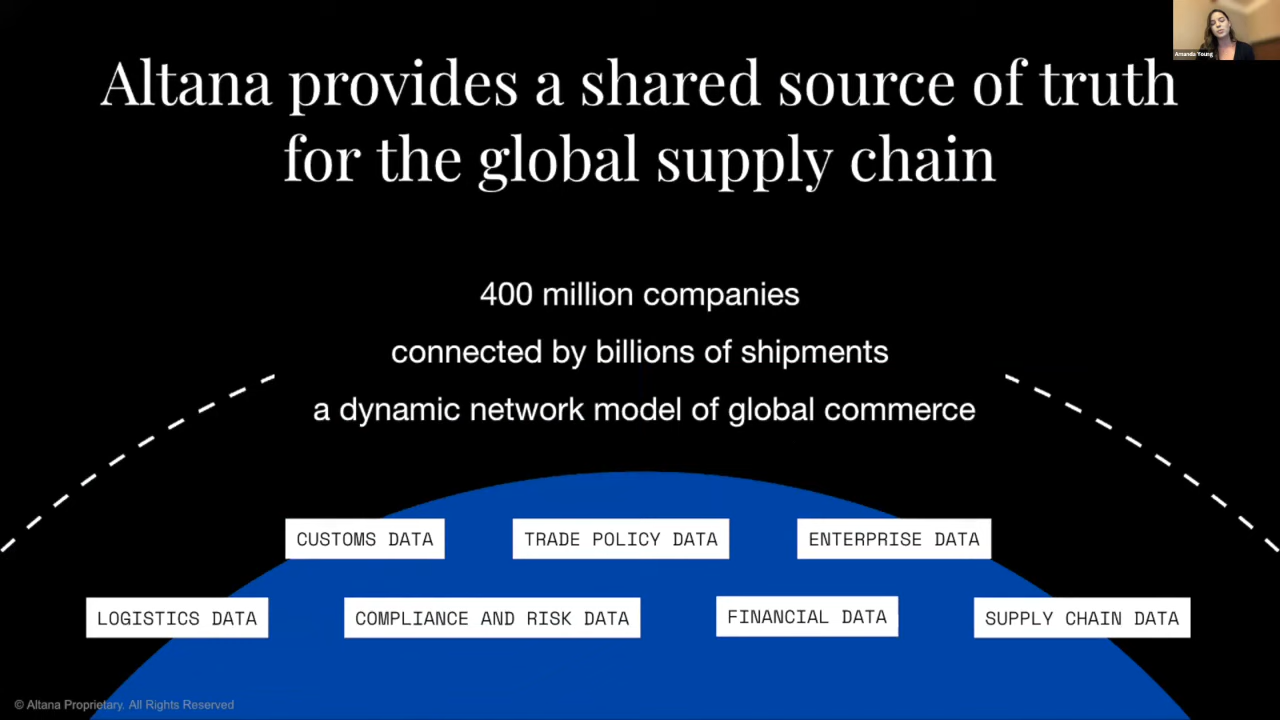 Amanda Young
Altana provides a shared source of truth
for the global supply chain
400 million companies
connected by billions of shipments
a dynamic network model of global commerce
CUSTOMS DATA
TRADE POLICY DATA
ENTERPRISE DATA
LOGISTICS DATA
COMPLIANCE AND RISK DATA
FINANCIAL DATA
SUPPLY CHAIN DATA
© Altana Proprietary. All Rights Reserved